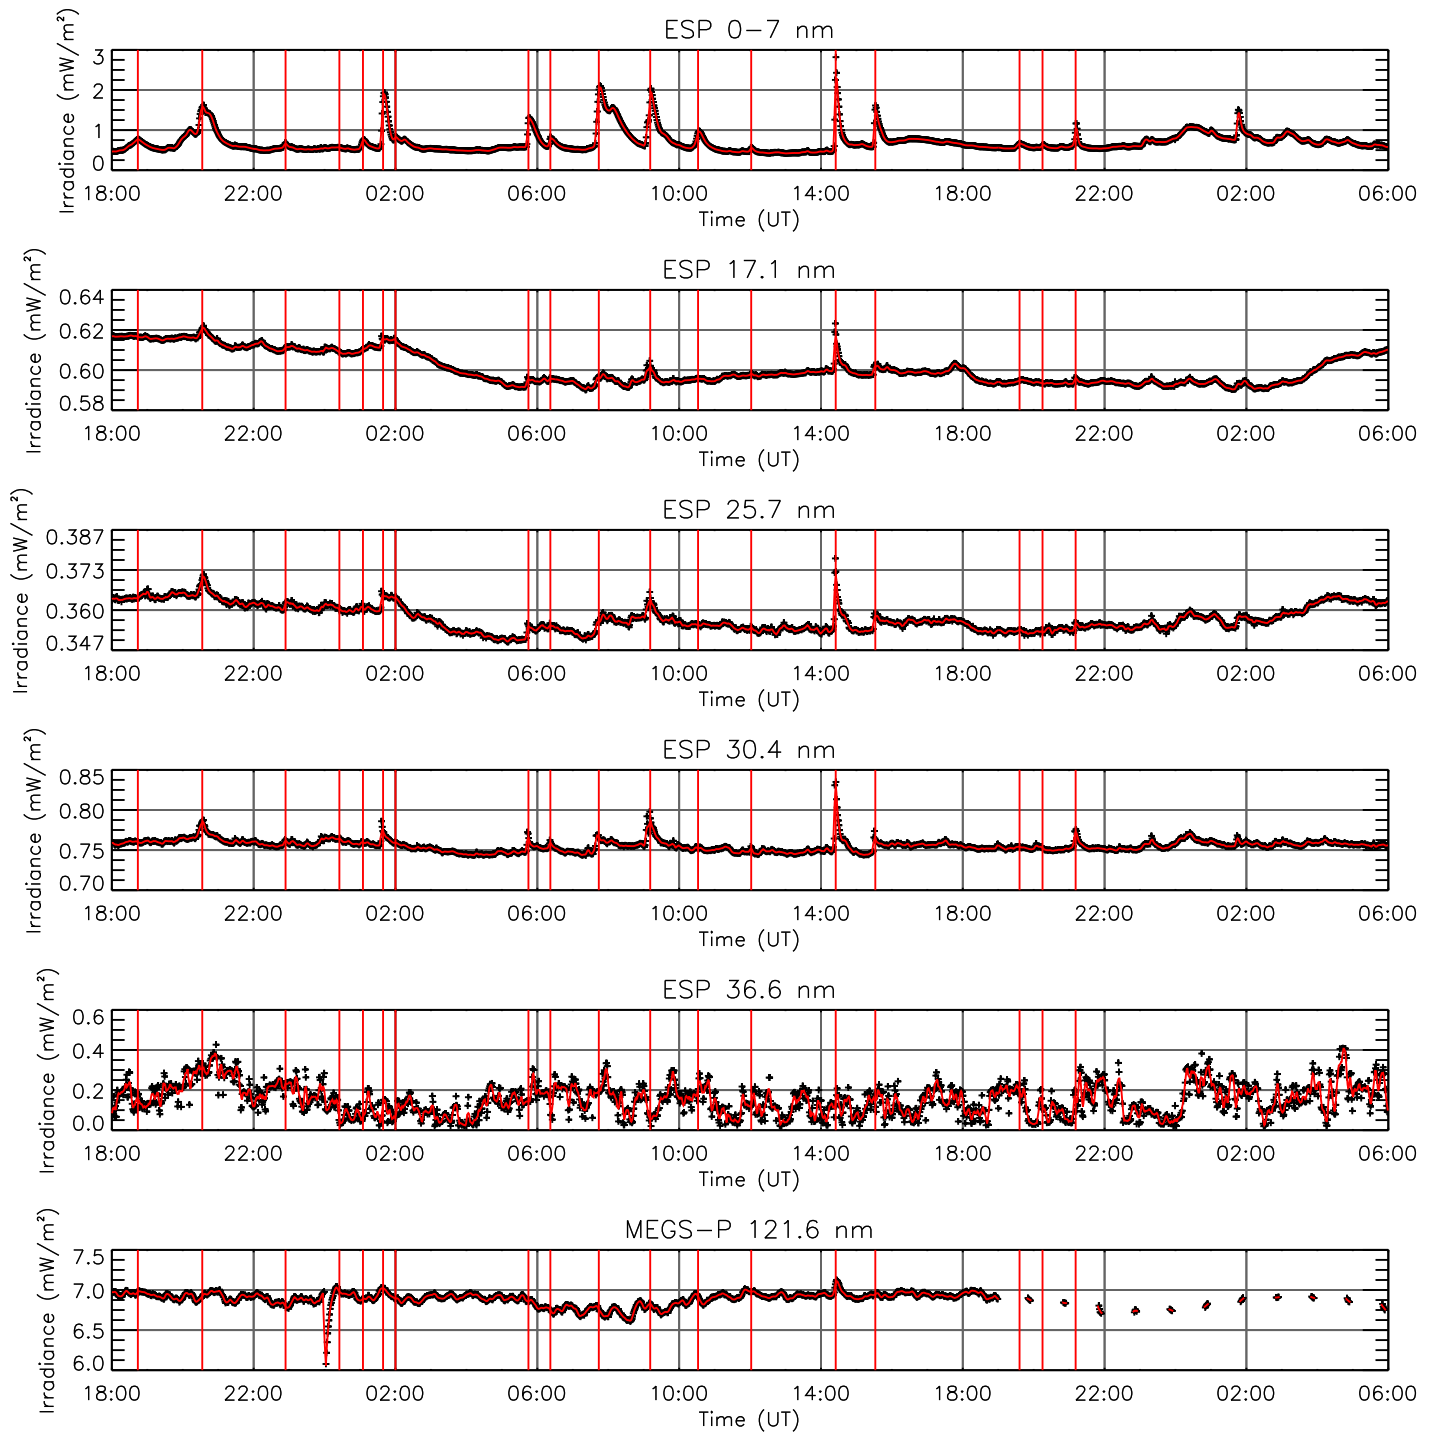 ESP 0−7 nm
Irradiance (mW/m²)
3
2
1
0
18:00 22:00 02:00 06:00 10:00 14:00 18:00 22:00 02:00 06:00
Time (UT)
ESP 17.1 nm
Irradiance (mW/m²)
0.64
0.62
0.60
0.58
18:00 22:00 02:00 06:00 10:00 14:00 18:00 22:00 02:00 06:00
Time (UT)
ESP 25.7 nm
Irradiance (mW/m²)
0.387
0.373
0.360
0.347
18:00 22:00 02:00 06:00 10:00 14:00 18:00 22:00 02:00 06:00
Time (UT)
ESP 30.4 nm
Irradiance (mW/m²)
0.85
0.80
0.75
0.70
18:00 22:00 02:00 06:00 10:00 14:00 18:00 22:00 02:00 06:00
Time (UT)
ESP 36.6 nm
Irradiance (mW/m²)
0.6
0.4
0.2
0.0
18:00 22:00 02:00 06:00 10:00 14:00 18:00 22:00 02:00 06:00
Time (UT)
MEGS−P 121.6 nm
Irradiance (mW/m²)
7.5
7.0
6.5
6.0
18:00 22:00 02:00 06:00 10:00 14:00 18:00 22:00 02:00 06:00
Time (UT)